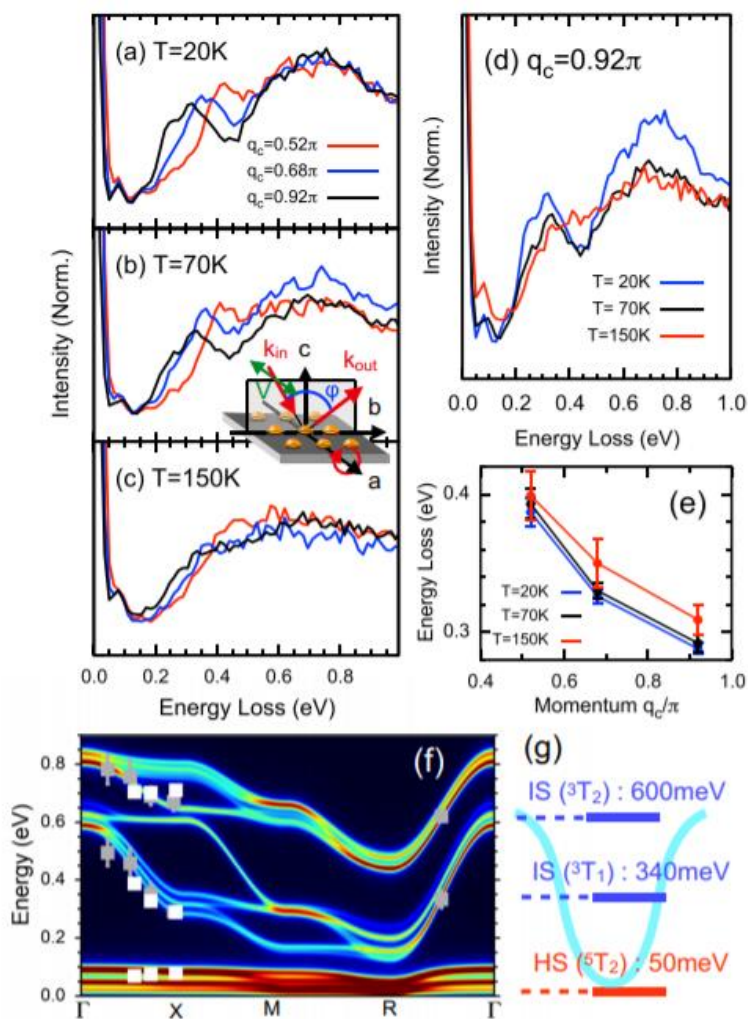 (a) T=20K
q_c=0.52π
q_c=0.68π
q_c=0.92π
Intensity (Norm.)
(b) T=70K
k_in
c
k_out
V
φ
b
a
(c) T=150K
0.0 0.2 0.4 0.6 0.8
Energy Loss (eV)
(d) q_c=0.92π
Intensity (Norm.)
T= 20K
T= 70K
T=150K
0.0 0.2 0.4 0.6 0.8 1.0
Energy Loss (eV)
(e)
0.4
0.3
Energy Loss (eV)
T=20K
T=70K
T=150K
0.4 0.6 0.8 1.0
Momentum q_c/π
(f)
0.8
0.6
0.4
0.2
0.0
Energy (eV)
Γ X M R Γ
(g)
IS (³T₂) : 600meV
IS (³T₁) : 340meV
HS (⁵T₂) : 50meV